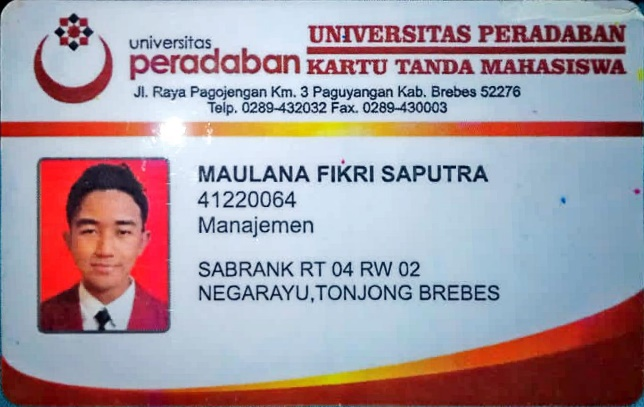 universitas
peradaban
UNIVERSITAS PERADABAN
KARTU TANDA MAHASISWA
Jl. Raya Pagojengan Km. 3 Paguyangan Kab. Brebes 52276
Telp. 0289-432032 Fax. 0289-430003
MAULANA FIKRI SAPUTRA
41220064
Manajemen
SABRANK RT 04 RW 02
NEGARAYU,TONJONG BREBES